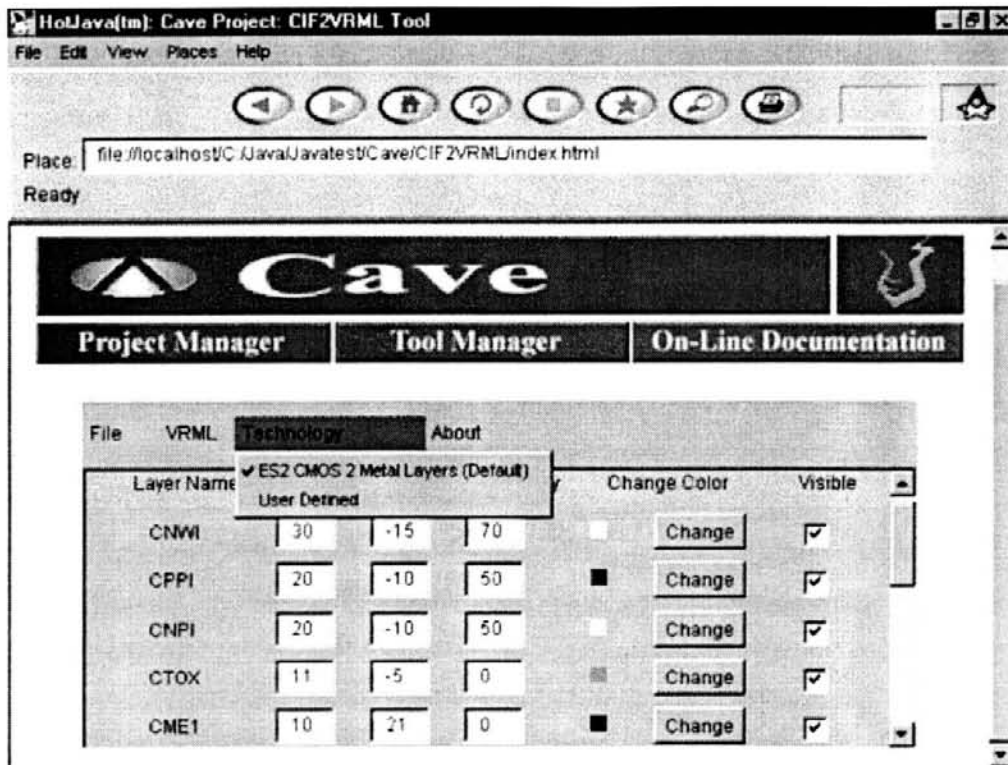 HotJava(tm): Cave Project: CIF2VRML Tool
File Edit View Places Help
Place: file://localhost/C:/Java/Javatest/Cave/CIF2VRML/index.html
Ready
Cave
Project Manager Tool Manager On-Line Documentation
File VRML Technology About
✔ ES2 CMOS 2 Metal Layers (Default)
User Defined
Layer Name y Change Color Visible
CNWI 30 -15 70 Change
CPPI 20 -10 50 Change
CNPI 20 -10 50 Change
CTOX 11 -5 0 Change
CME1 10 21 0 Change